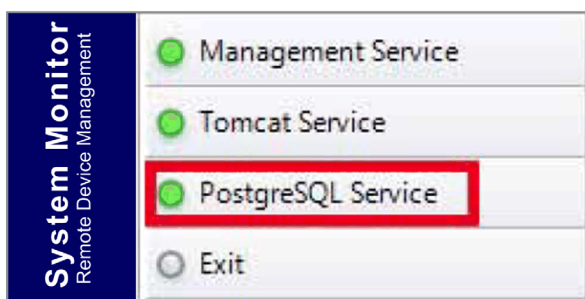 System Monitor
Remote Device Management
Management Service
Tomcat Service
PostgreSQL Service
Exit